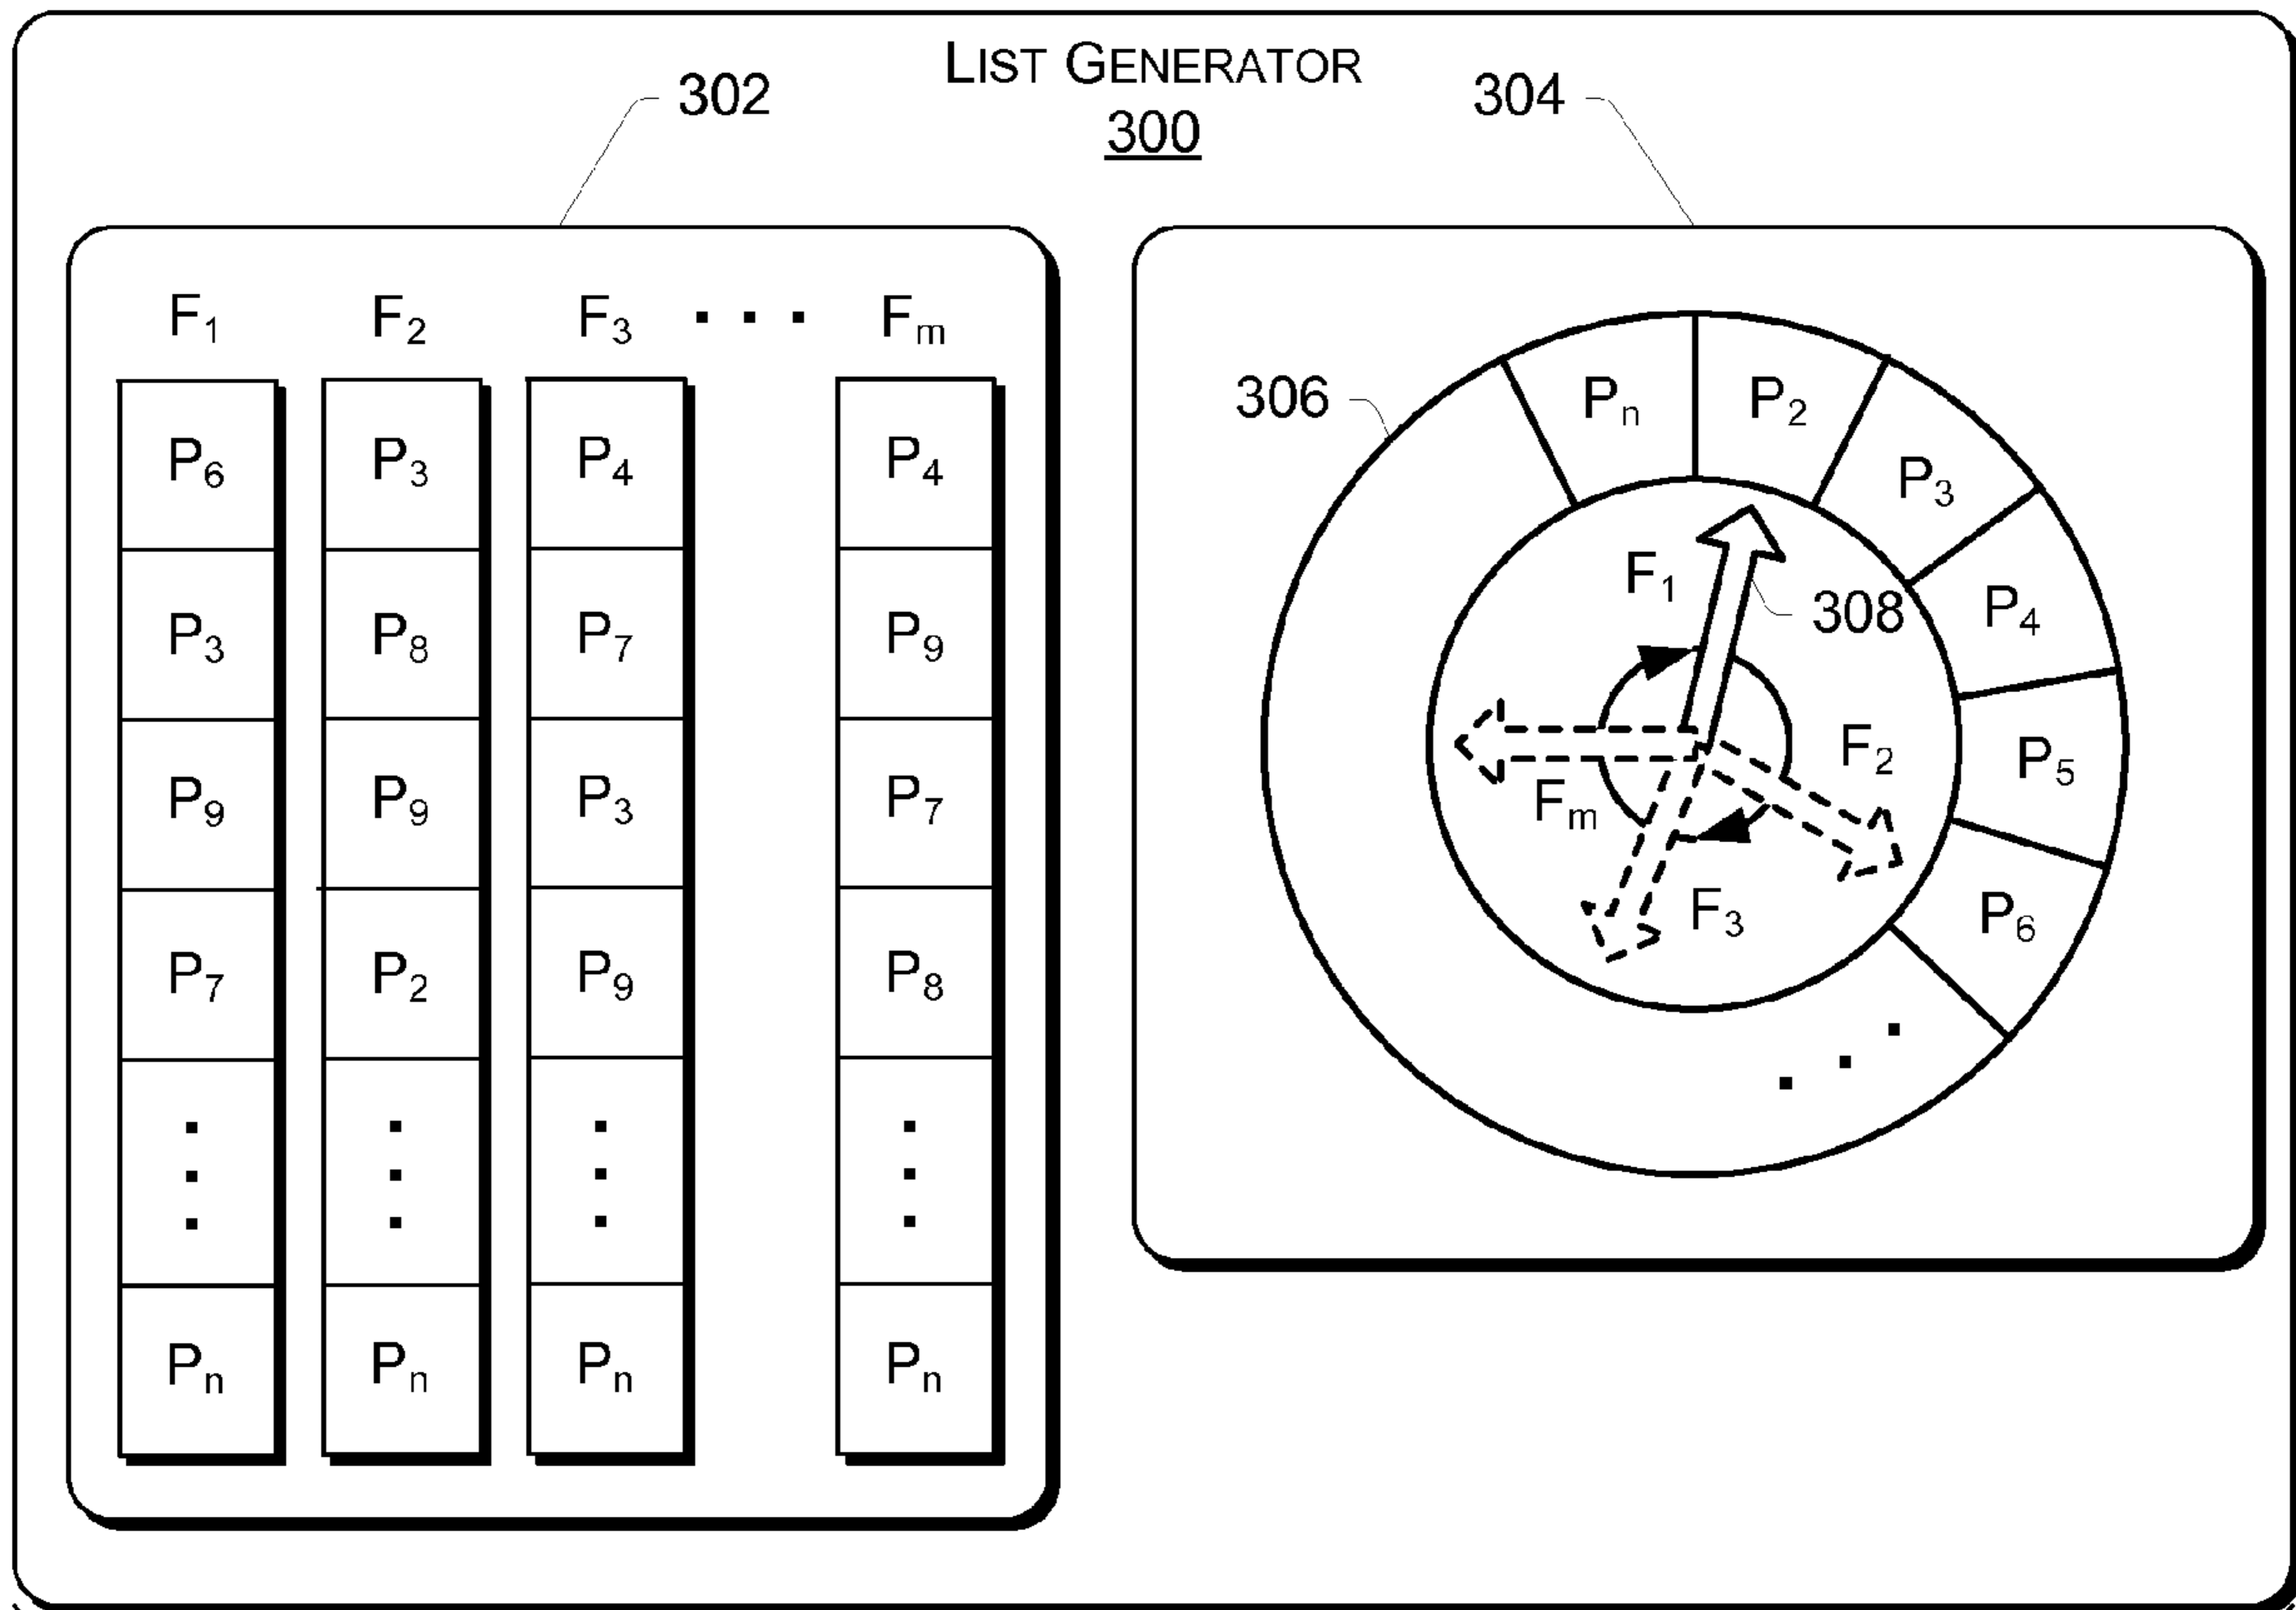 LIST GENERATOR
300
302
304
F1 F2 F3 . . . Fm
P6 P3 P4 P4
P3 P8 P7 P9
P9 P9 P3 P7
P7 P2 P9 P8
Pn Pn Pn Pn
306
Pn
P2
P3
P4
P5
P6
. . .
F1
308
F2
Fm
F3